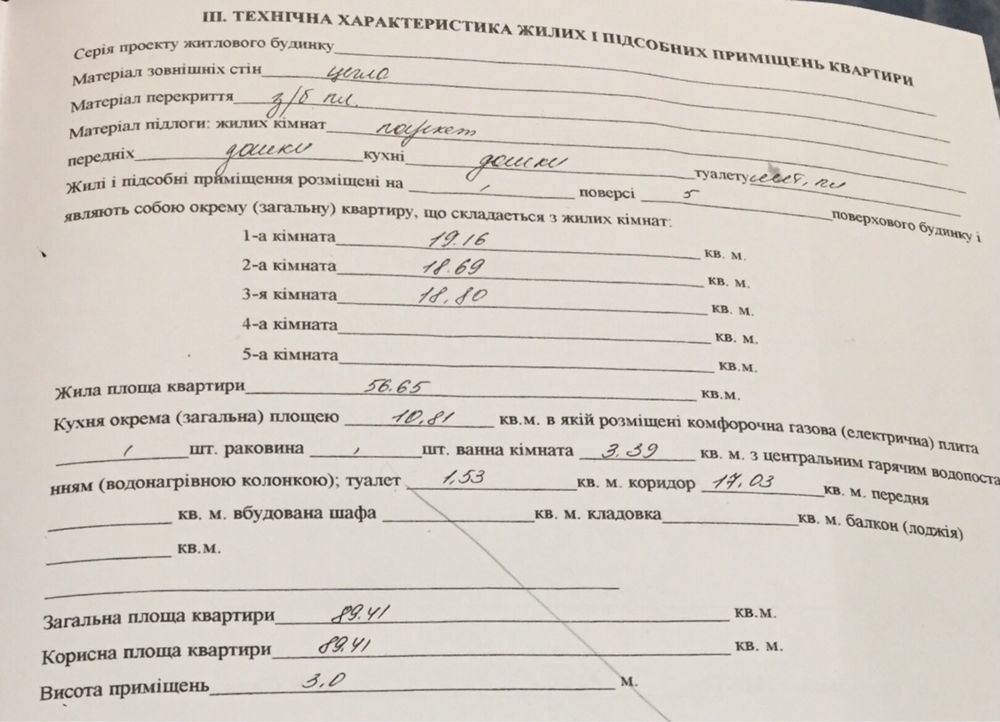 III. ТЕХНІЧНА ХАРАКТЕРИСТИКА ЖИЛИХ І ПІДСОБНИХ ПРИМІЩЕНЬ КВАРТИРИ
Серія проекту житлового будинку
Матеріал зовнішніх стін цегла
Матеріал перекриття з/б пл.
Матеріал підлоги: жилих кімнат паркет
передніх дошки кухні дошки туалету пл
Жилі і підсобні приміщення розміщені на поверсі 5 поверхового будинку і
являють собою окрему (загальну) квартиру, що складається з жилих кімнат:
1-а кімната 19.16 кв. м.
2-а кімната 18.69 кв. м.
3-я кімната 18.80 кв. м.
4-а кімната кв. м.
5-а кімната кв.м.
Жила площа квартири 56.65 кв.м.
Кухня окрема (загальна) площею 10,81 кв.м. в якій розміщені комфорочна газова (електрична) плита
1 шт. раковина 1 шт. ванна кімната 3,39 кв. м. з центральним гарячим водопоста
нням (водонагрівною колонкою); туалет 1,53 кв. м. коридор 17,03 кв. м. передня
кв. м. вбудована шафа кв. м. кладовка кв. м. балкон (лоджія)
кв.м.
Загальна площа квартири 89.41 кв.м.
Корисна площа квартири 89.41 кв. м.
Висота приміщень 3,0 м.